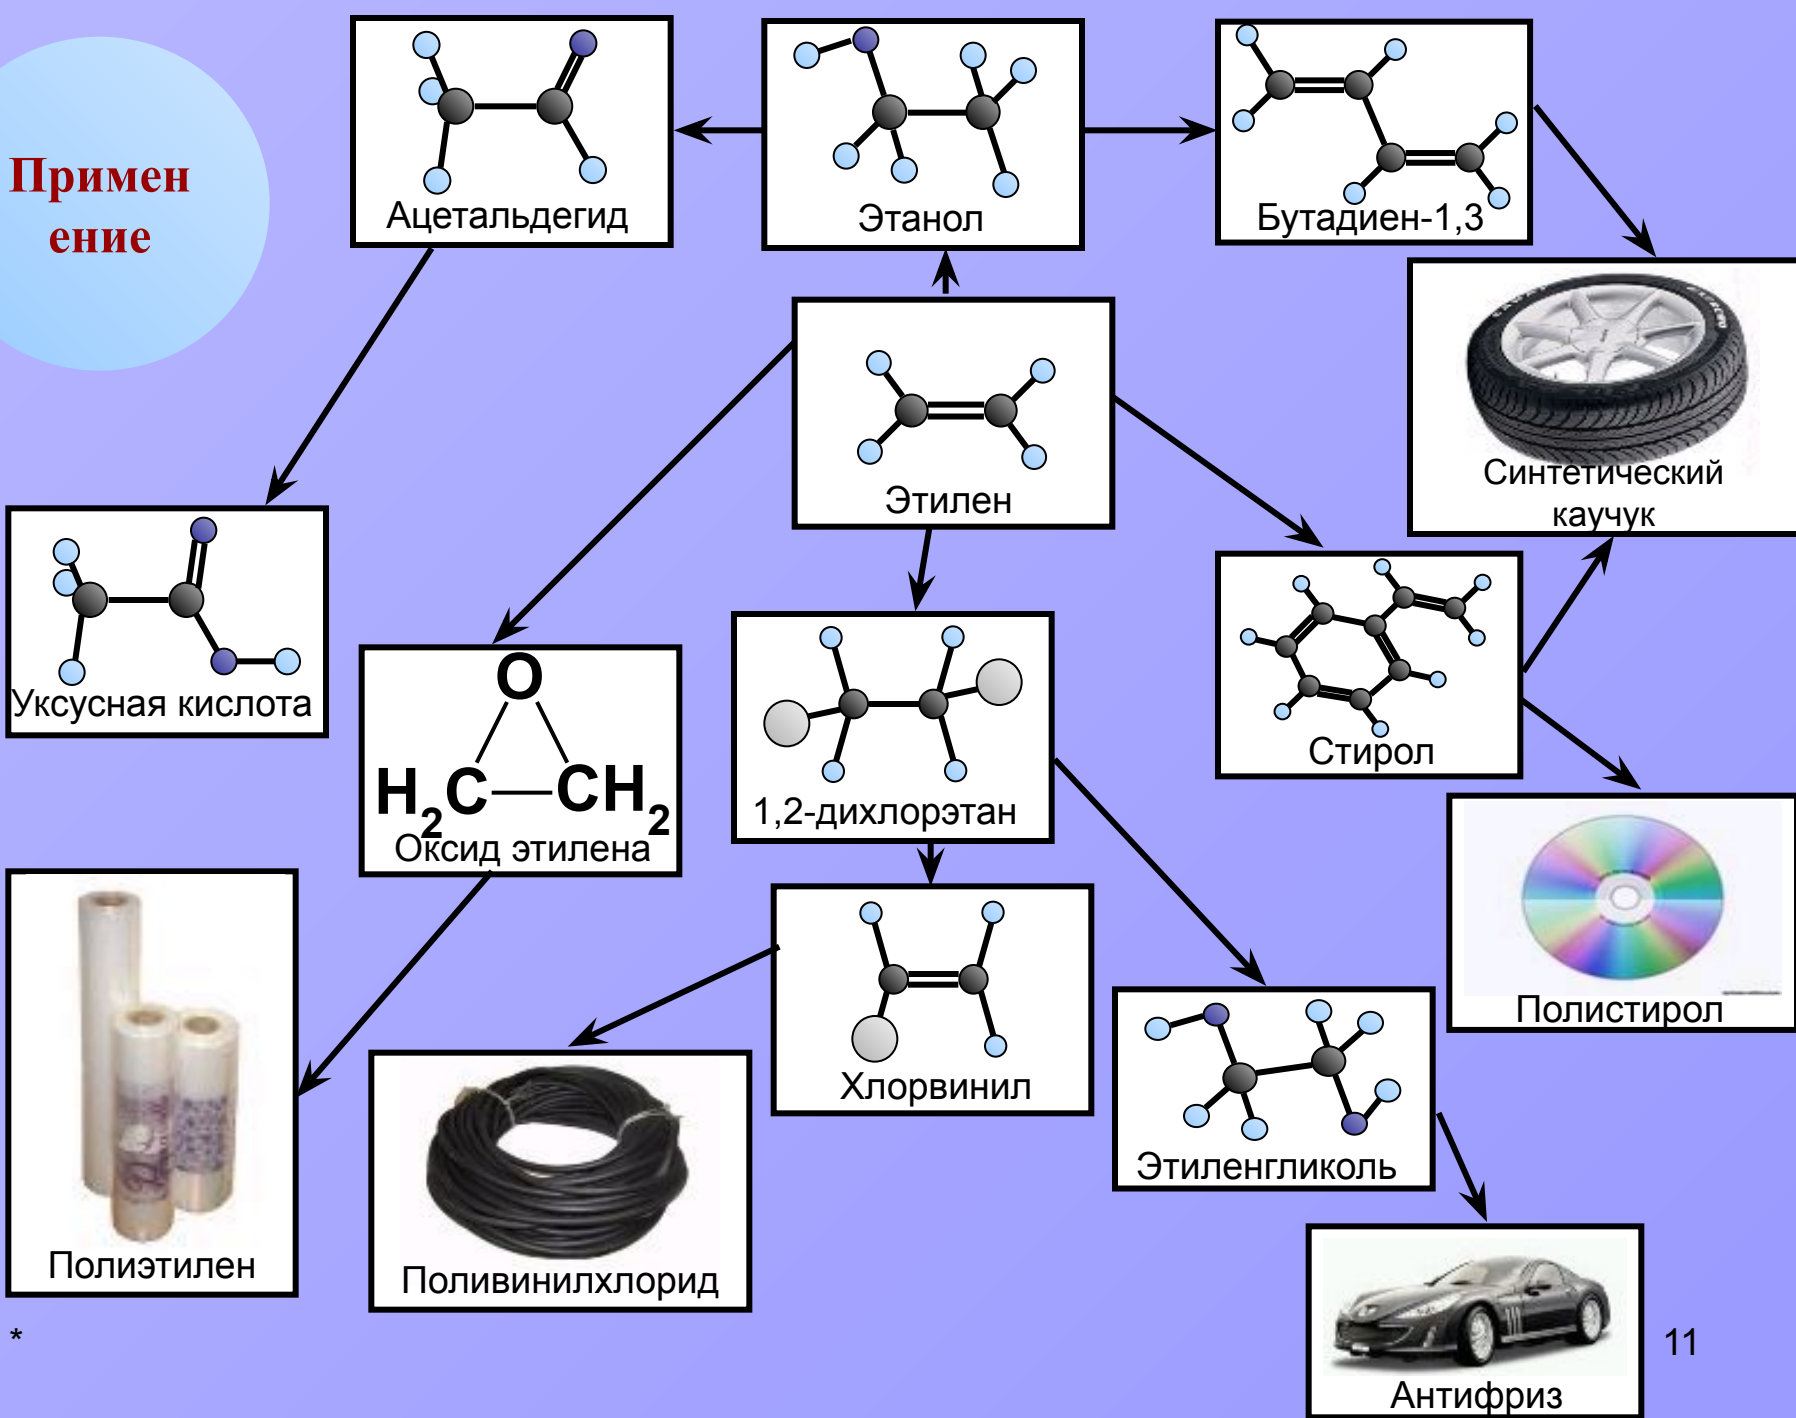 Примен
ение
Ацетальдегид
Этанол
Бутадиен-1,3
Этилен
Синтетический
каучук
Уксусная кислота
O
H2C—CH2
Оксид этилена
1,2-дихлорэтан
Стирол
Полиэтилен
Поливинилхлорид
Хлорвинил
Этиленгликоль
Полистирол
Антифриз
*
11